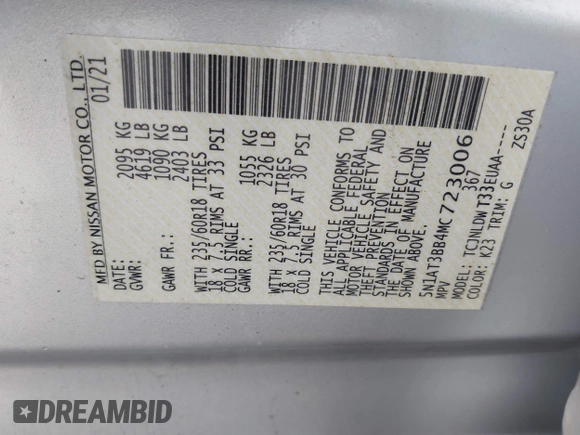 MFD BY NISSAN MOTOR CO., LTD.
DATE: 01/21
GVWR: 2095 KG
4619 LB
GAWR FR.: 1090 KG
2403 LB
WITH 235/60R18 TIRES
18 x 7.5 RIMS AT 33 PSI
COLD SINGLE
GAWR RR.: 1055 KG
2326 LB
WITH 235/60R18 TIRES
18 x 7.5 RIMS AT 30 PSI
COLD SINGLE
THIS VEHICLE CONFORMS TO
ALL APPLICABLE FEDERAL
MOTOR VEHICLE SAFETY AND
THEFT PREVENTION
STANDARDS IN EFFECT ON
THE DATE OF MANUFACTURE
SHOWN ABOVE.
5N1AT3BB4MC723006
MPV 367
MODEL: TCJNLDW T33EUAA-----
COLOR: K23 TRIM: G ZS30A
DREAMBID